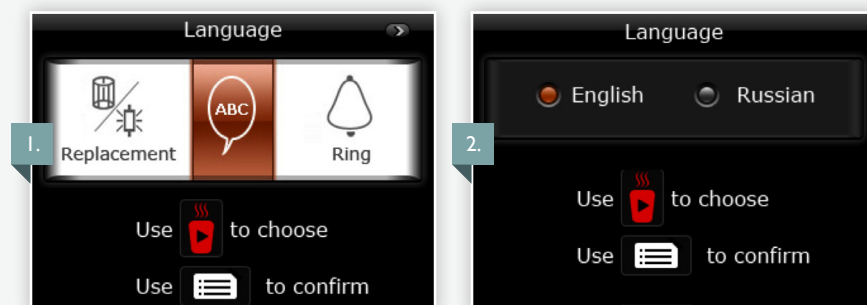 1.
Language
ABC
Replacement
Ring
Use to choose
Use to confirm
2.
Language
English Russian
Use to choose
Use to confirm